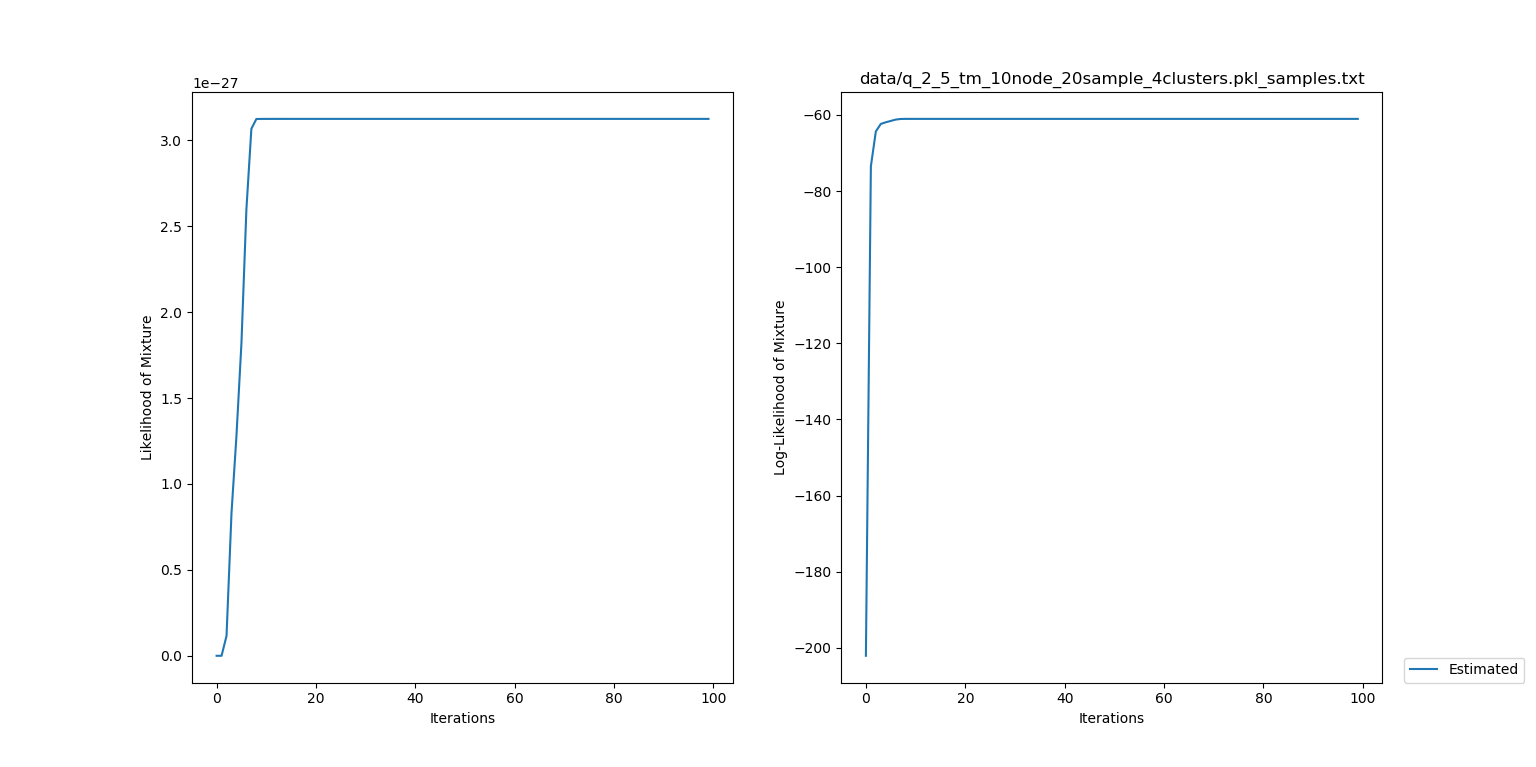 1e−27
3.0
2.5
2.0
1.5
1.0
0.5
0.0
Likelihood of Mixture
0 20 40 60 80 100
Iterations
data/q_2_5_tm_10node_20sample_4clusters.pkl_samples.txt
−60
−80
−100
−120
−140
−160
−180
−200
Log-Likelihood of Mixture
0 20 40 60 80 100
Iterations
Estimated